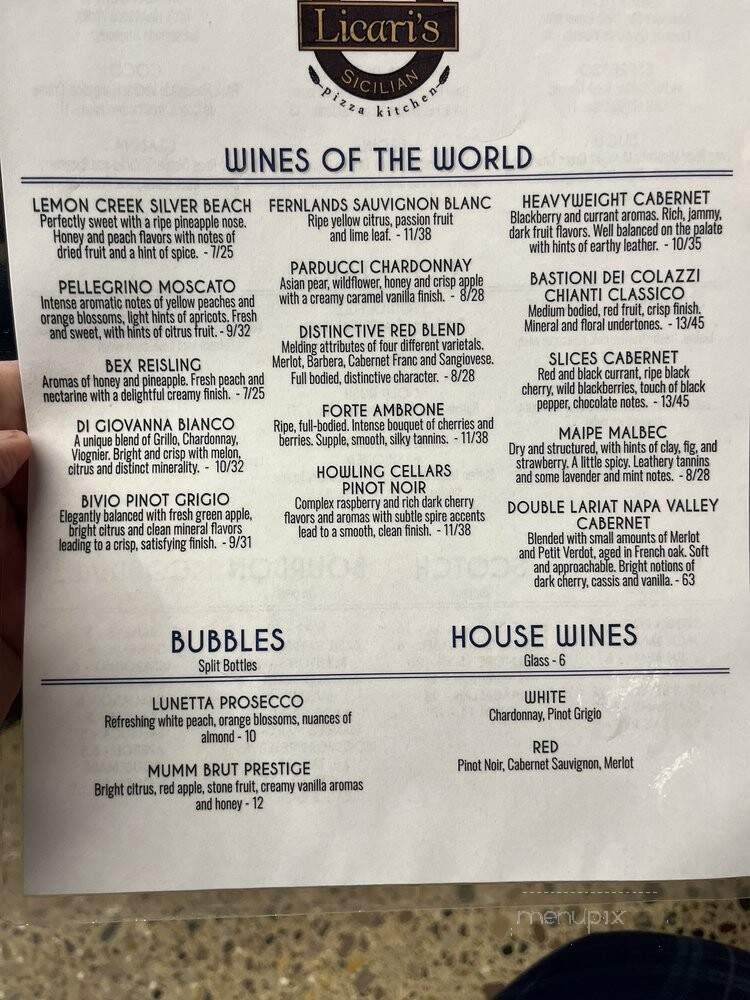 Licari's
SICILIAN
pizza kitchen
WINES OF THE WORLD
LEMON CREEK SILVER BEACH
Perfectly sweet with a ripe pineapple nose.
Honey and peach flavors with notes of
dried fruit and a hint of spice. - 7/25
PELLEGRINO MOSCATO
Intense aromatic notes of yellow peaches and
orange blossoms, light hints of apricots. Fresh
and sweet, with hints of citrus fruit. - 9/32
BEX REISLING
Aromas of honey and pineapple. Fresh peach and
nectarine with a delightful creamy finish. - 7/25
DI GIOVANNA BIANCO
A unique blend of Grillo, Chardonnay,
Viognier. Bright and crisp with melon,
citrus and distinct minerality. - 10/32
BIVIO PINOT GRIGIO
Elegantly balanced with fresh green apple,
bright citrus and clean mineral flavors
leading to a crisp, satisfying finish. - 9/31
FERNLANDS SAUVIGNON BLANC
Ripe yellow citrus, passion fruit
and lime leaf. - 11/38
PARDUCCI CHARDONNAY
Asian pear, wildflower, honey and crisp apple
with a creamy caramel vanilla finish. - 8/28
DISTINCTIVE RED BLEND
Melding attributes of four different varietals.
Merlot, Barbera, Cabernet Franc and Sangiovese.
Full bodied, distinctive character. - 8/28
FORTE AMBRONE
Ripe, full-bodied. Intense bouquet of cherries and
berries. Supple, smooth, silky tannins. - 11/38
HOWLING CELLARS
PINOT NOIR
Complex raspberry and rich dark cherry
flavors and aromas with subtle spire accents
lead to a smooth, clean finish. - 11/38
HEAVYWEIGHT CABERNET
Blackberry and currant aromas. Rich, jammy,
dark fruit flavors. Well balanced on the palate
with hints of earthy leather. - 10/35
BASTIONI DEI COLAZZI
CHIANTI CLASSICO
Medium bodied, red fruit, crisp finish.
Mineral and floral undertones. - 13/45
SLICES CABERNET
Red and black currant, ripe black
cherry, wild blackberries, touch of black
pepper, chocolate notes. - 13/45
MAIPE MALBEC
Dry and structured, with hints of clay, fig, and
strawberry. A little spicy. Leathery tannins
and some lavender and mint notes. - 8/28
DOUBLE LARIAT NAPA VALLEY
CABERNET
Blended with small amounts of Merlot
and Petit Verdot, aged in French oak. Soft
and approachable. Bright notions of
dark cherry, cassis and vanilla. - 63
BUBBLES
Split Bottles
LUNETTA PROSECCO
Refreshing white peach, orange blossoms, nuances of
almond - 10
MUMM BRUT PRESTIGE
Bright citrus, red apple, stone fruit, creamy vanilla aromas
and honey - 12
HOUSE WINES
Glass - 6
WHITE
Chardonnay, Pinot Grigio
RED
Pinot Noir, Cabernet Sauvignon, Merlot
menupix